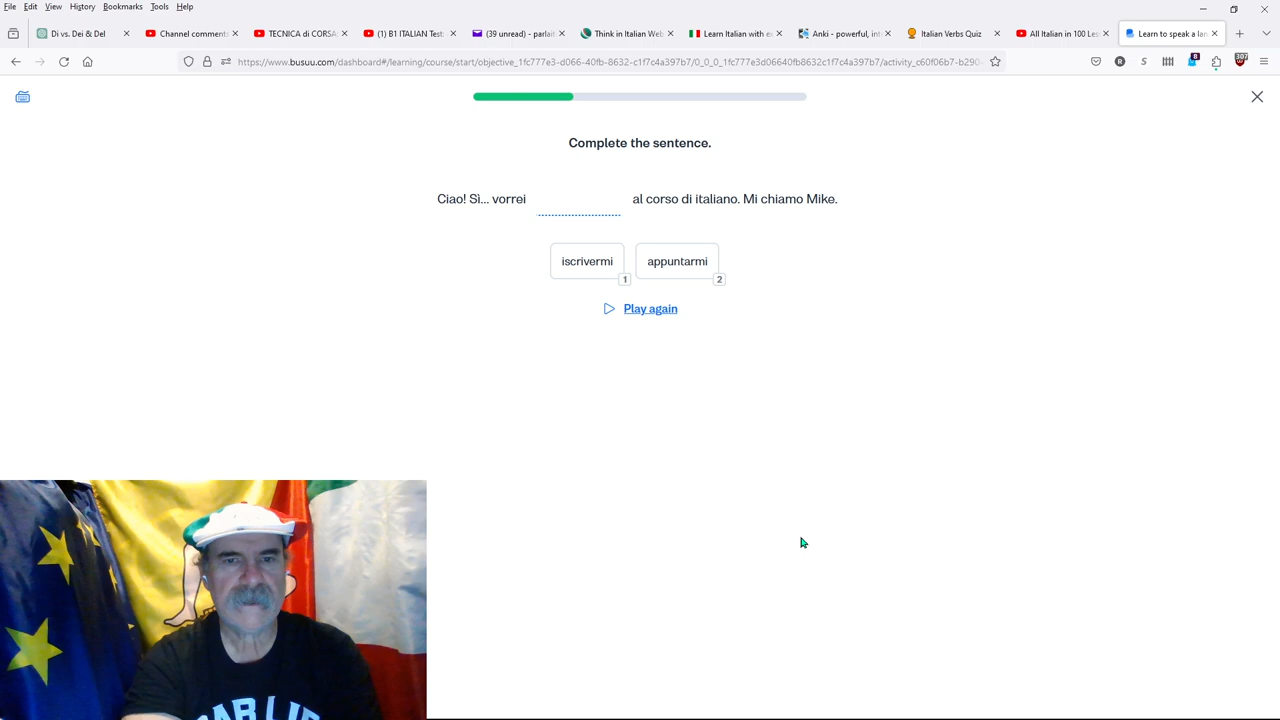 File Edit View History Bookmarks Tools Help
Di vs. Dei & Del
Channel comments
TECNICA di CORSA
(1) B1 ITALIAN Test
(39 unread) - parlait
Think in Italian Web
Learn Italian with e
Anki - powerful, int
Italian Verbs Quiz
All Italian in 100 Les
Learn to speak a lan
https://www.busuu.com/dashboard#/learning/course/start/objective_1fc777e3-d066-40fb-8632-c1f7c4a397b7/0_0_0_1fc777e3d06640fb8632c1f7c4a397b7/activity_c60f06b7-b290
Complete the sentence.
Ciao! Sì... vorrei al corso di italiano. Mi chiamo Mike.
iscrivermi 1 appuntarmi 2
Play again